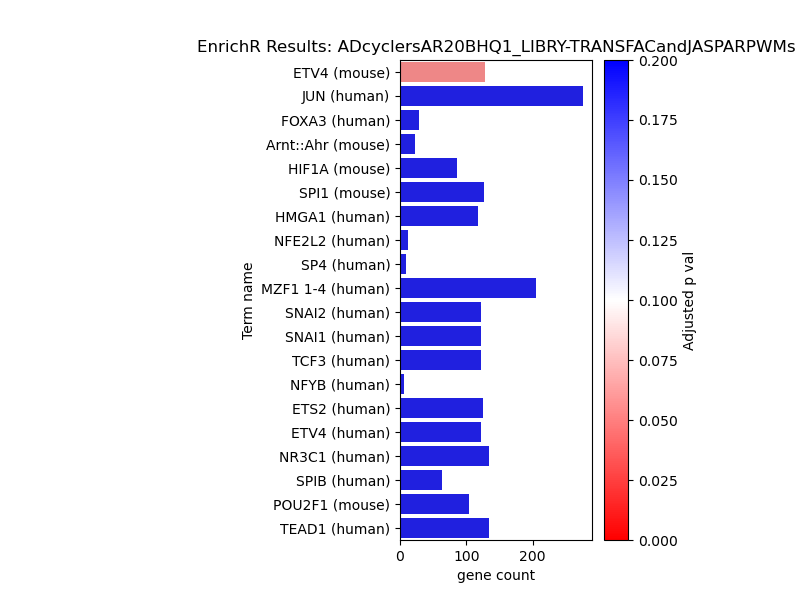 EnrichR Results: ADcyclersAR20BHQ1_LIBRY-TRANSFACandJASPARPWMs
ETV4 (mouse)
JUN (human)
FOXA3 (human)
Arnt::Ahr (mouse)
HIF1A (mouse)
SPI1 (mouse)
HMGA1 (human)
NFE2L2 (human)
SP4 (human)
MZF1 1-4 (human)
SNAI2 (human)
SNAI1 (human)
TCF3 (human)
NFYB (human)
ETS2 (human)
ETV4 (human)
NR3C1 (human)
SPIB (human)
POU2F1 (mouse)
TEAD1 (human)
Term name
0 100 200
gene count
0.200
0.175
0.150
0.125
0.100
0.075
0.050
0.025
0.000
Adjusted p val